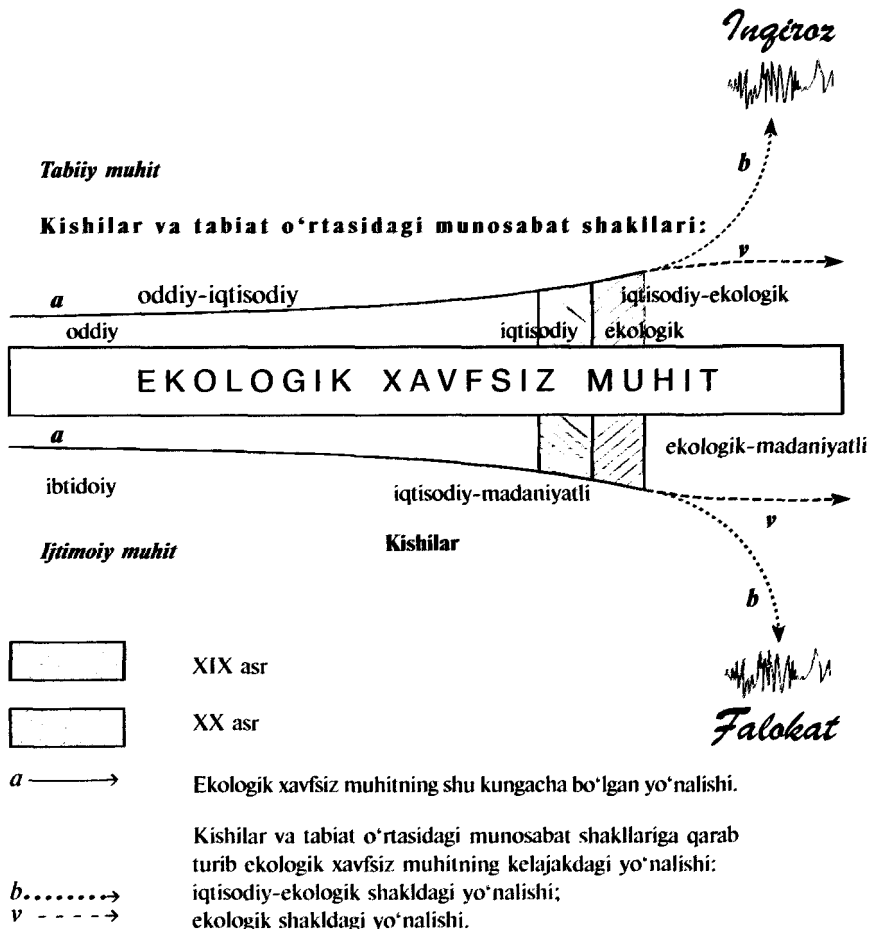 Inqiroz
b
Tabiiy muhit
Kishilar va tabiat o‘rtasidagi munosabat shakllari:
v
a oddiy-iqtisodiy iqtisodiy-ekologik
oddiy iqtisodiy ekologik
EKOLOGIK XAVFSIZ MUHIT
a
ekologik-madaniyatli
ibtidoiy iqtisodiy-madaniyatli
v
Ijtimoiy muhit Kishilar
b
XIX asr
XX asr
Falokat
a Ekologik xavfsiz muhitning shu kungacha bo‘lgan yo‘nalishi.
Kishilar va tabiat o‘rtasidagi munosabat shakllariga qarab
turib ekologik xavfsiz muhitning kelajakdagi yo‘nalishi:
b iqtisodiy-ekologik shakldagi yo‘nalishi;
v ekologik shakldagi yo‘nalishi.